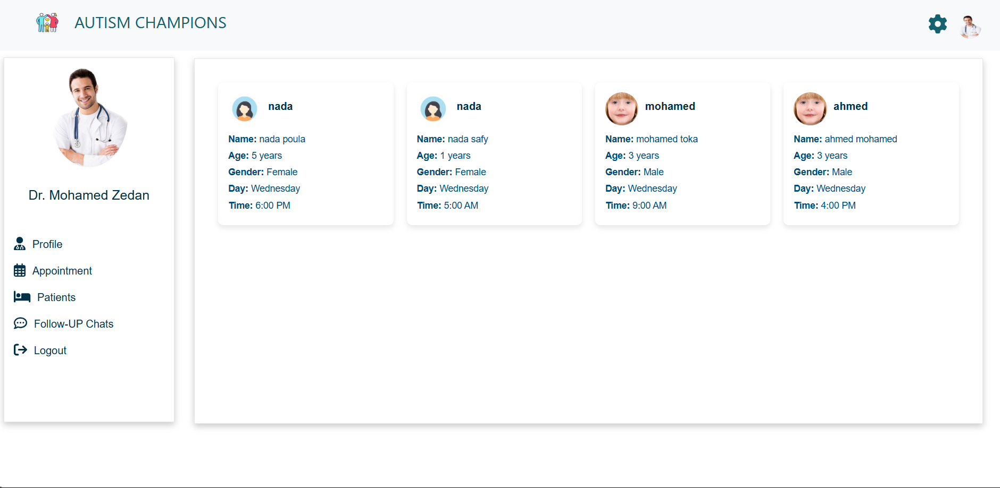 AUTISM CHAMPIONS
Dr. Mohamed Zedan
Profile
Appointment
Patients
Follow-UP Chats
Logout
nada
Name: nada poula
Age: 5 years
Gender: Female
Day: Wednesday
Time: 6:00 PM
nada
Name: nada safy
Age: 1 years
Gender: Female
Day: Wednesday
Time: 5:00 AM
mohamed
Name: mohamed toka
Age: 3 years
Gender: Male
Day: Wednesday
Time: 9:00 AM
ahmed
Name: ahmed mohamed
Age: 3 years
Gender: Male
Day: Wednesday
Time: 4:00 PM